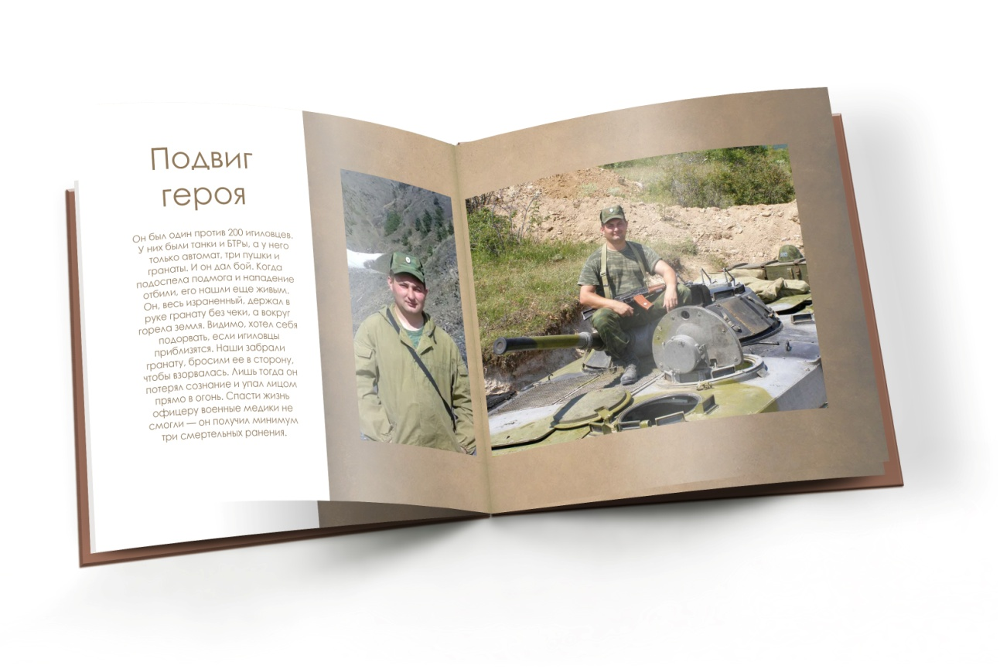 Подвиг
героя
Он был один против 200 игиловцев.
У них были танки и БТРы, а у него
только автомат, три пушки и
гранаты. И он дал бой. Когда
подоспела подмога и нападение
отбили, его нашли еще живым.
Он, весь израненный, держал в
руке гранату без чеки, а вокруг
горела земля. Видимо, хотел себя
подорвать, если игиловцы
приблизятся. Наши забрали
гранату, бросили ее в сторону,
чтобы взорвалась. Лишь тогда он
потерял сознание и упал лицом
прямо в огонь. Спасти жизнь
офицеру военные медики не
смогли — он получил минимум
три смертельных ранения.